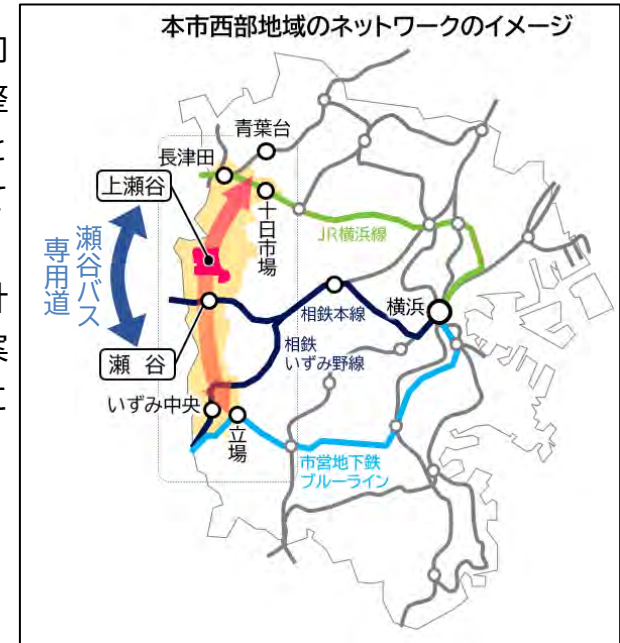 本市西部地域のネットワークのイメージ
青葉台
長津田
上瀬谷
十日市場
JR横浜線
瀬谷バス
専用道
横浜
相鉄本線
瀬 谷
相鉄
いずみ野線
いずみ中央
立場
市営地下鉄
ブルーライン